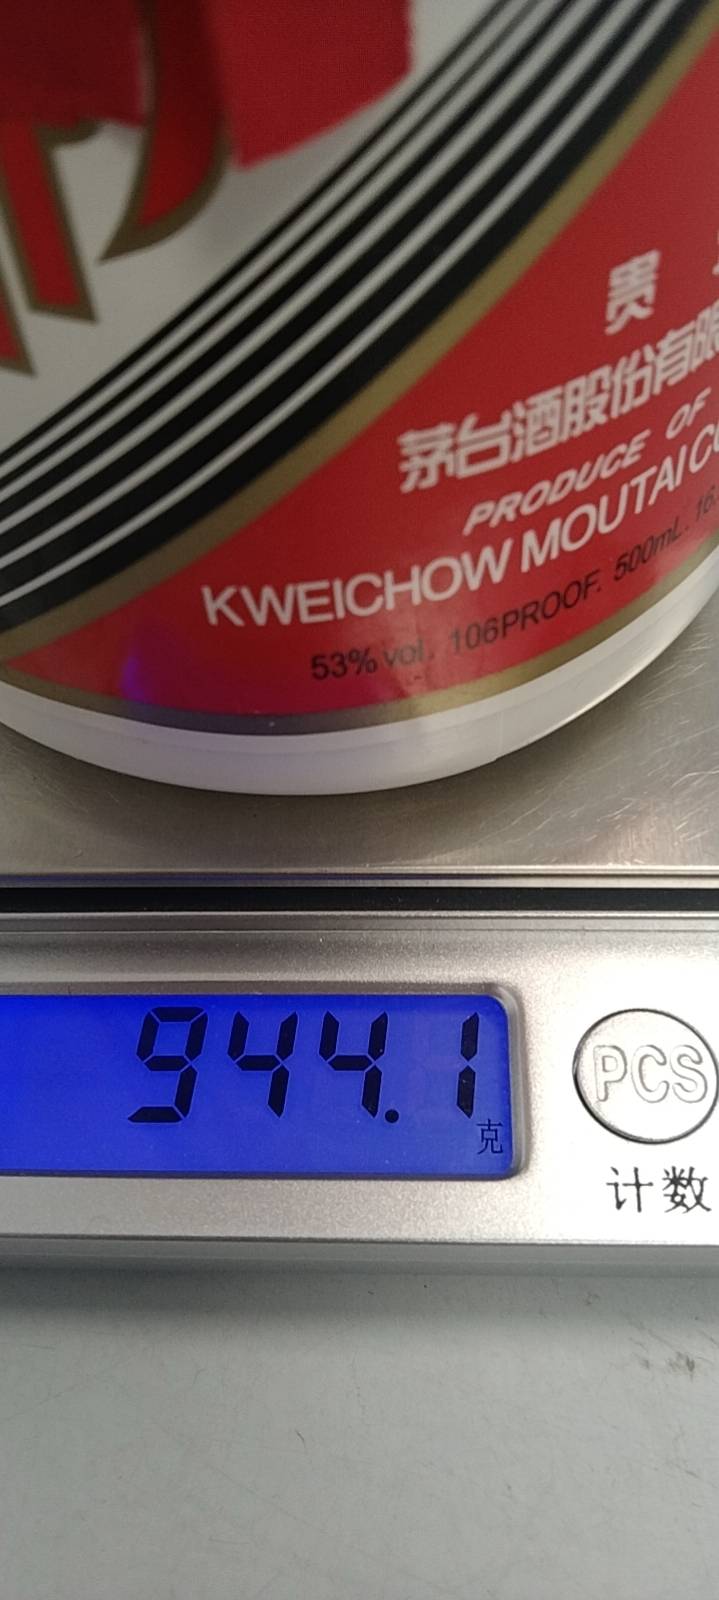 贵
茅台酒股份有限
PRODUCE OF
KWEICHOW MOUTAI
53% vol. 106PROOF. 500mL.
944.1
克
PCS
计数